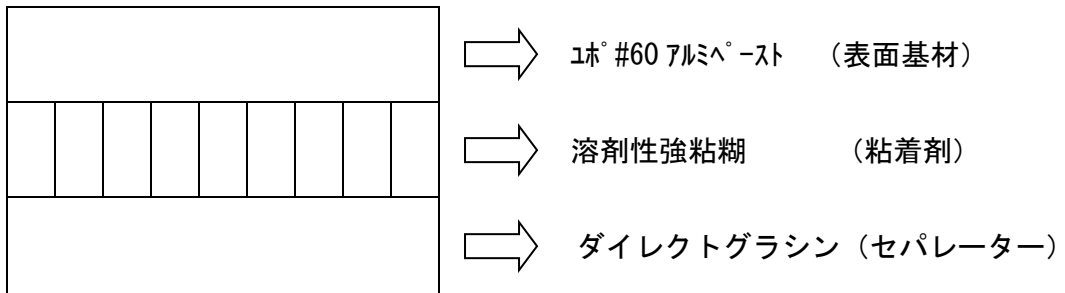 ﾕﾎﾟ#60 ｱﾙﾐﾍﾟｰｽﾄ （表面基材）
溶剤性強粘糊 （粘着剤）
ダイレクトグラシン（セパレーター）